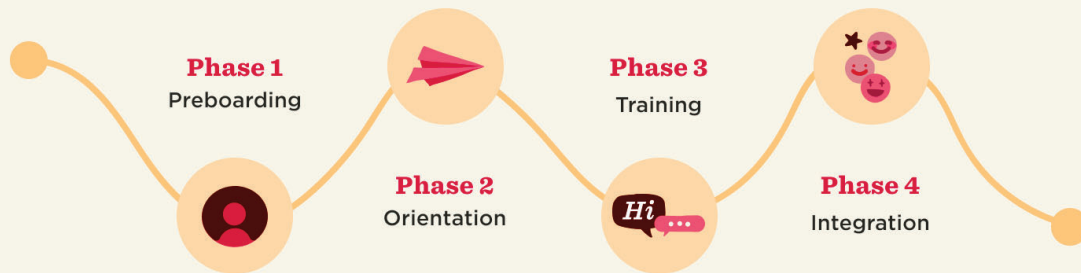 Phase 1
Preboarding
Phase 2
Orientation
Phase 3
Training
Hi
Phase 4
Integration